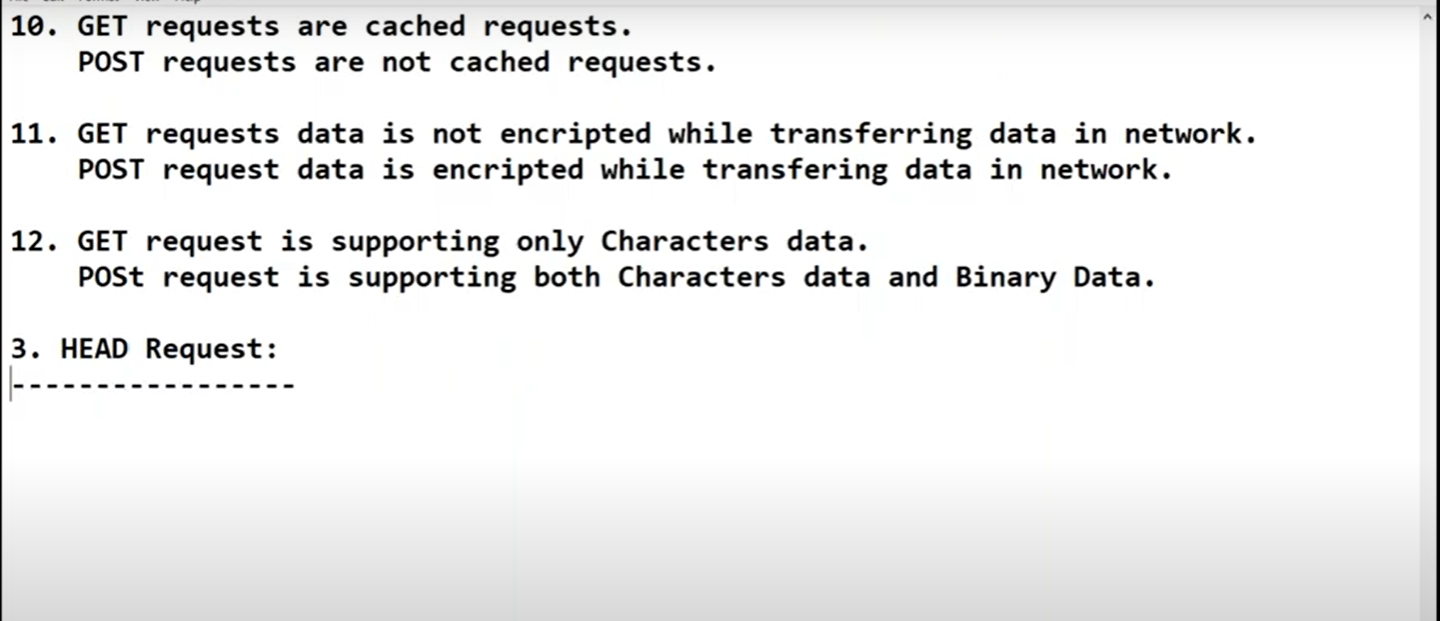 10. GET requests are cached requests.
POST requests are not cached requests.
11. GET requests data is not encripted while transferring data in network.
POST request data is encripted while transfering data in network.
12. GET request is supporting only Characters data.
POSt request is supporting both Characters data and Binary Data.
3. HEAD Request:
-----------------